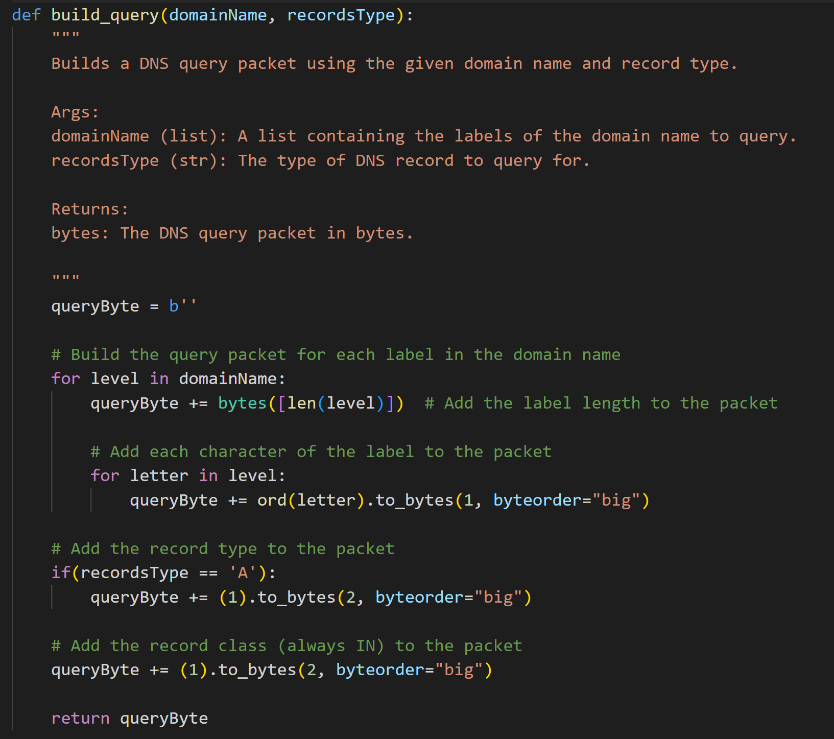 def build_query(domainName, recordsType):
    """
    Builds a DNS query packet using the given domain name and record type.

    Args:
    domainName (list): A list containing the labels of the domain name to query.
    recordsType (str): The type of DNS record to query for.

    Returns:
    bytes: The DNS query packet in bytes.

    """
    queryByte = b''

    # Build the query packet for each label in the domain name
    for level in domainName:
        queryByte += bytes([len(level)])  # Add the label length to the packet

        # Add each character of the label to the packet
        for letter in level:
            queryByte += ord(letter).to_bytes(1, byteorder="big")

    # Add the record type to the packet
    if(recordsType == 'A'):
        queryByte += (1).to_bytes(2, byteorder="big")

    # Add the record class (always IN) to the packet
    queryByte += (1).to_bytes(2, byteorder="big")

    return queryByte